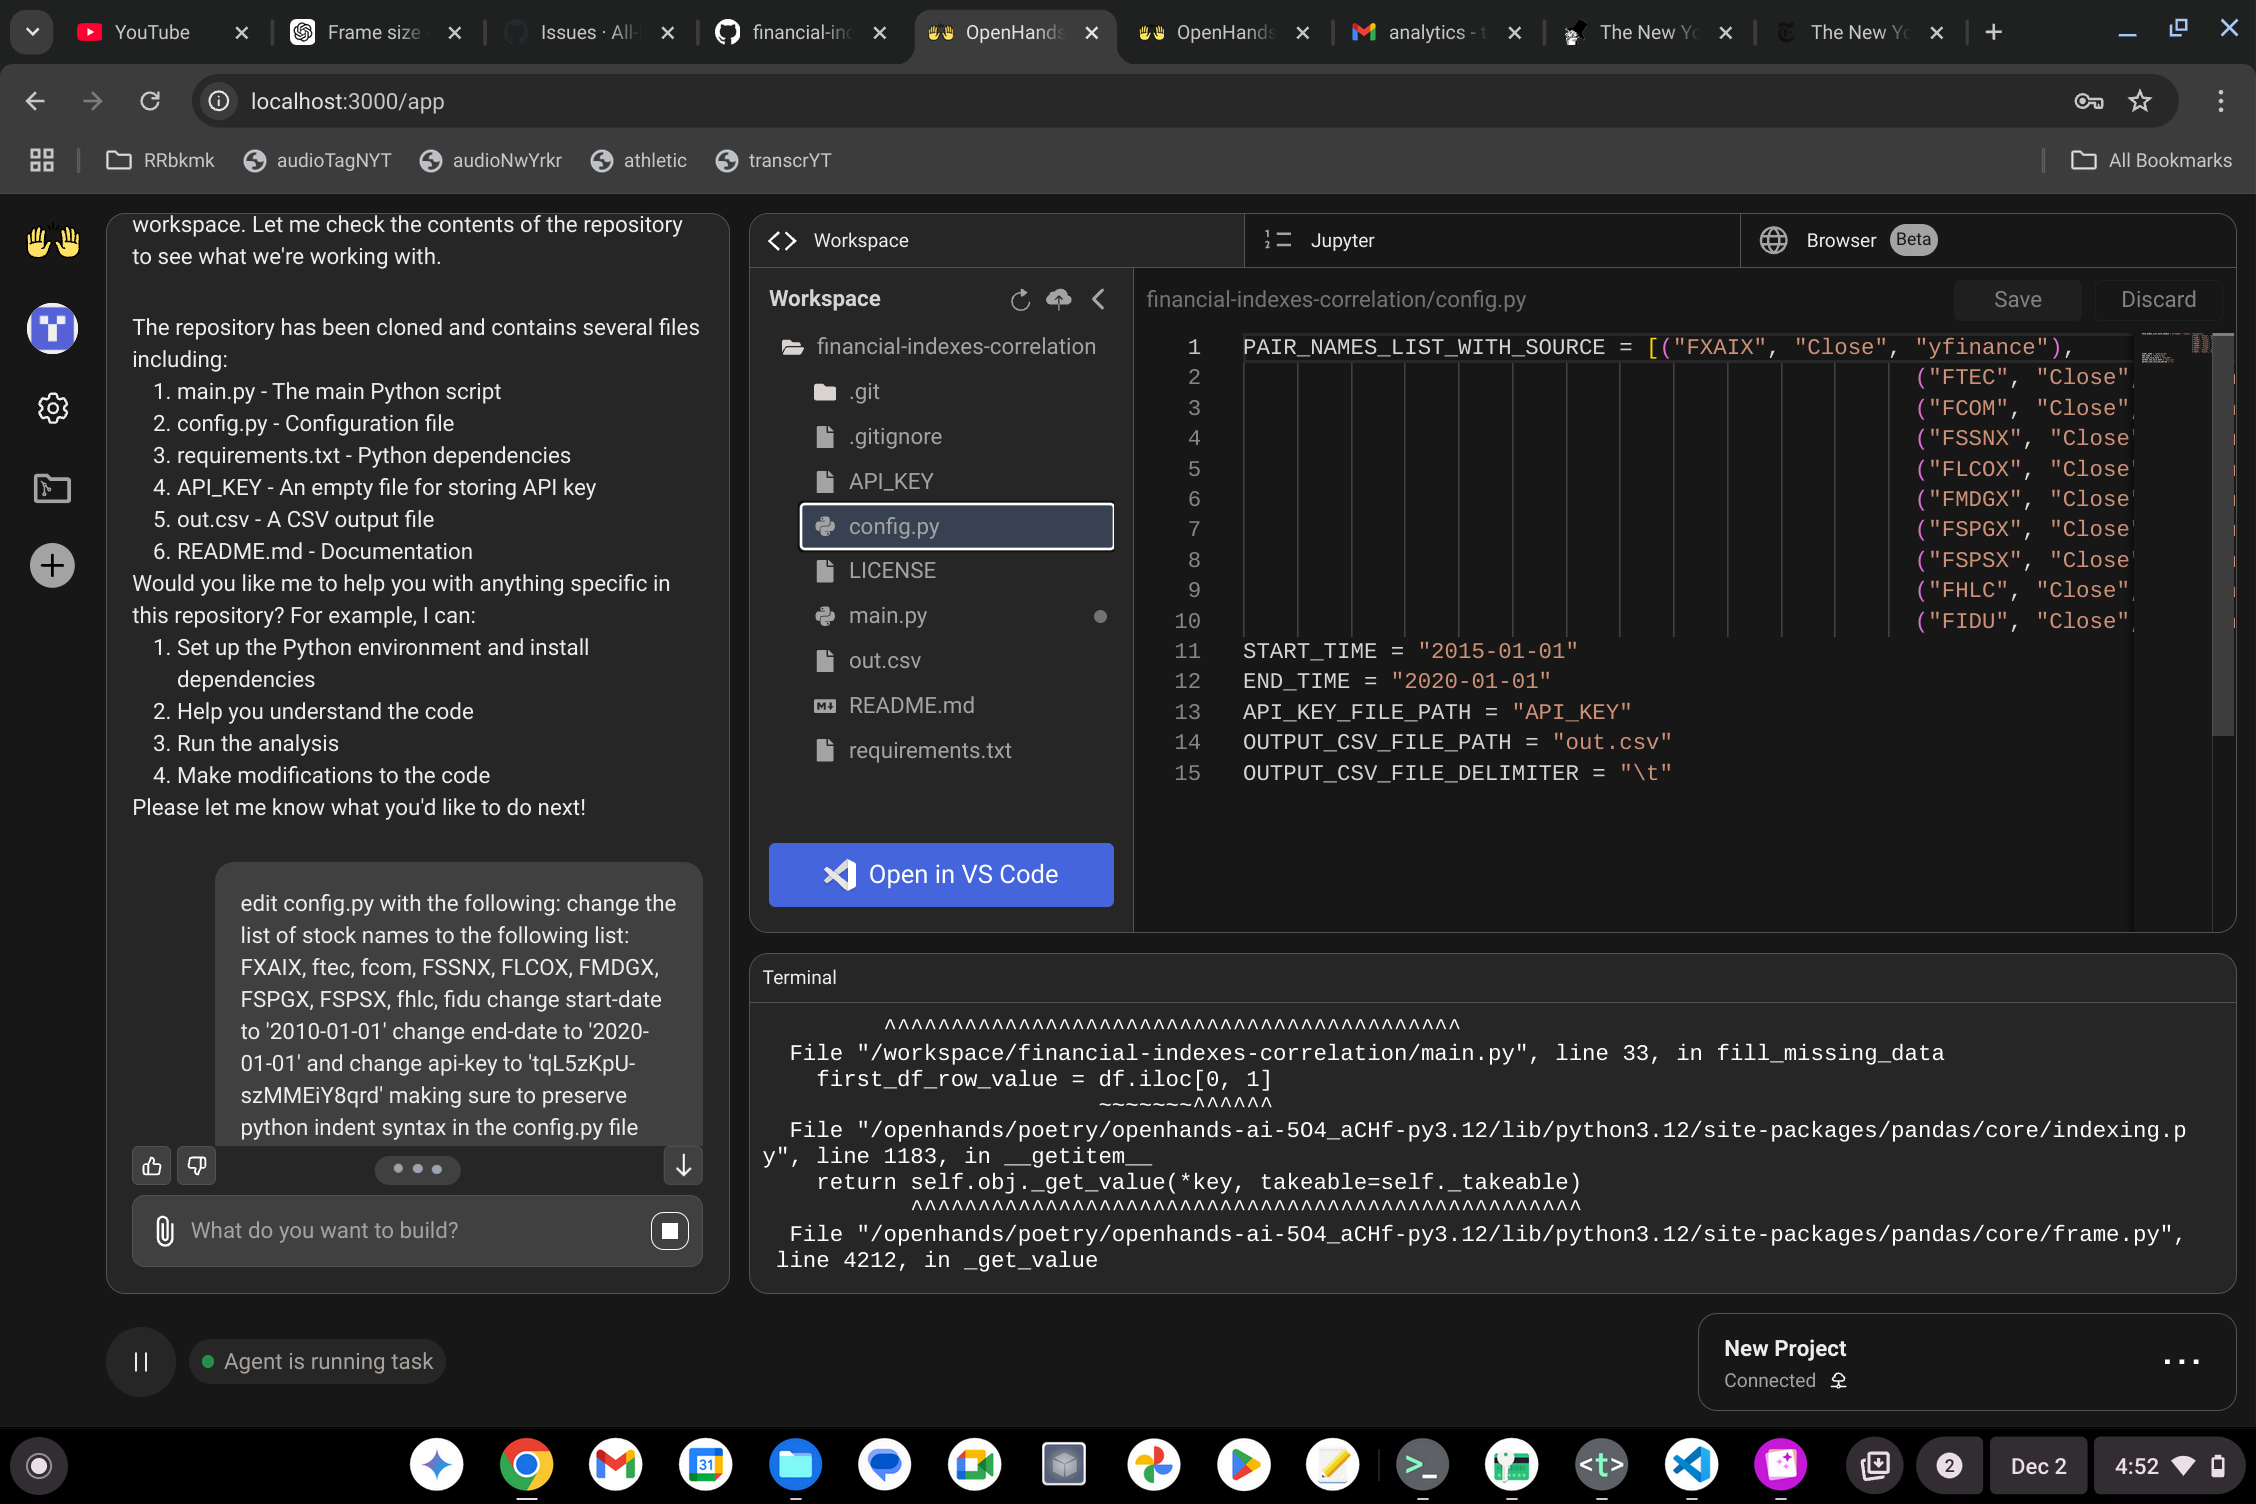 YouTube
Frame size
Issues · All-
financial-inc
OpenHands
OpenHands
analytics - t
The New Yo
The New Yo
localhost:3000/app
RRbkmk
audioTagNYT
audioNwYrkr
athletic
transcrYT
All Bookmarks
workspace. Let me check the contents of the repository
to see what we're working with.
The repository has been cloned and contains several files
including:
1. main.py - The main Python script
2. config.py - Configuration file
3. requirements.txt - Python dependencies
4. API_KEY - An empty file for storing API key
5. out.csv - A CSV output file
6. README.md - Documentation
Would you like me to help you with anything specific in
this repository? For example, I can:
1. Set up the Python environment and install
dependencies
2. Help you understand the code
3. Run the analysis
4. Make modifications to the code
Please let me know what you'd like to do next!
edit config.py with the following: change the
list of stock names to the following list:
FXAIX, ftec, fcom, FSSNX, FLCOX, FMDGX,
FSPGX, FSPSX, fhlc, fidu change start-date
to '2010-01-01' change end-date to '2020-
01-01' and change api-key to 'tqL5zKpU-
szMMEiY8qrd' making sure to preserve
python indent syntax in the config.py file
What do you want to build?
Agent is running task
Workspace
Jupyter
Browser Beta
Workspace
financial-indexes-correlation
.git
.gitignore
API_KEY
config.py
LICENSE
main.py
out.csv
README.md
requirements.txt
Open in VS Code
financial-indexes-correlation/config.py
Save
Discard
1 PAIR_NAMES_LIST_WITH_SOURCE = [("FXAIX", "Close", "yfinance"),
2 ("FTEC", "Close",
3 ("FCOM", "Close",
4 ("FSSNX", "Close"
5 ("FLCOX", "Close"
6 ("FMDGX", "Close"
7 ("FSPGX", "Close"
8 ("FSPSX", "Close"
9 ("FHLC", "Close",
10 ("FIDU", "Close",
11 START_TIME = "2015-01-01"
12 END_TIME = "2020-01-01"
13 API_KEY_FILE_PATH = "API_KEY"
14 OUTPUT_CSV_FILE_PATH = "out.csv"
15 OUTPUT_CSV_FILE_DELIMITER = "\t"
Terminal
^^^^^^^^^^^^^^^^^^^^^^^^^^^^^^^^^^^^^^^^^^^
File "/workspace/financial-indexes-correlation/main.py", line 33, in fill_missing_data
first_df_row_value = df.iloc[0, 1]
~~~~~~~^^^^^^
File "/openhands/poetry/openhands-ai-5O4_aCHf-py3.12/lib/python3.12/site-packages/pandas/core/indexing.p
y", line 1183, in __getitem__
return self.obj._get_value(*key, takeable=self._takeable)
^^^^^^^^^^^^^^^^^^^^^^^^^^^^^^^^^^^^^^^^^^^^^^^^^^
File "/openhands/poetry/openhands-ai-5O4_aCHf-py3.12/lib/python3.12/site-packages/pandas/core/frame.py",
line 4212, in _get_value
New Project
Connected
31
2
Dec 2
4:52